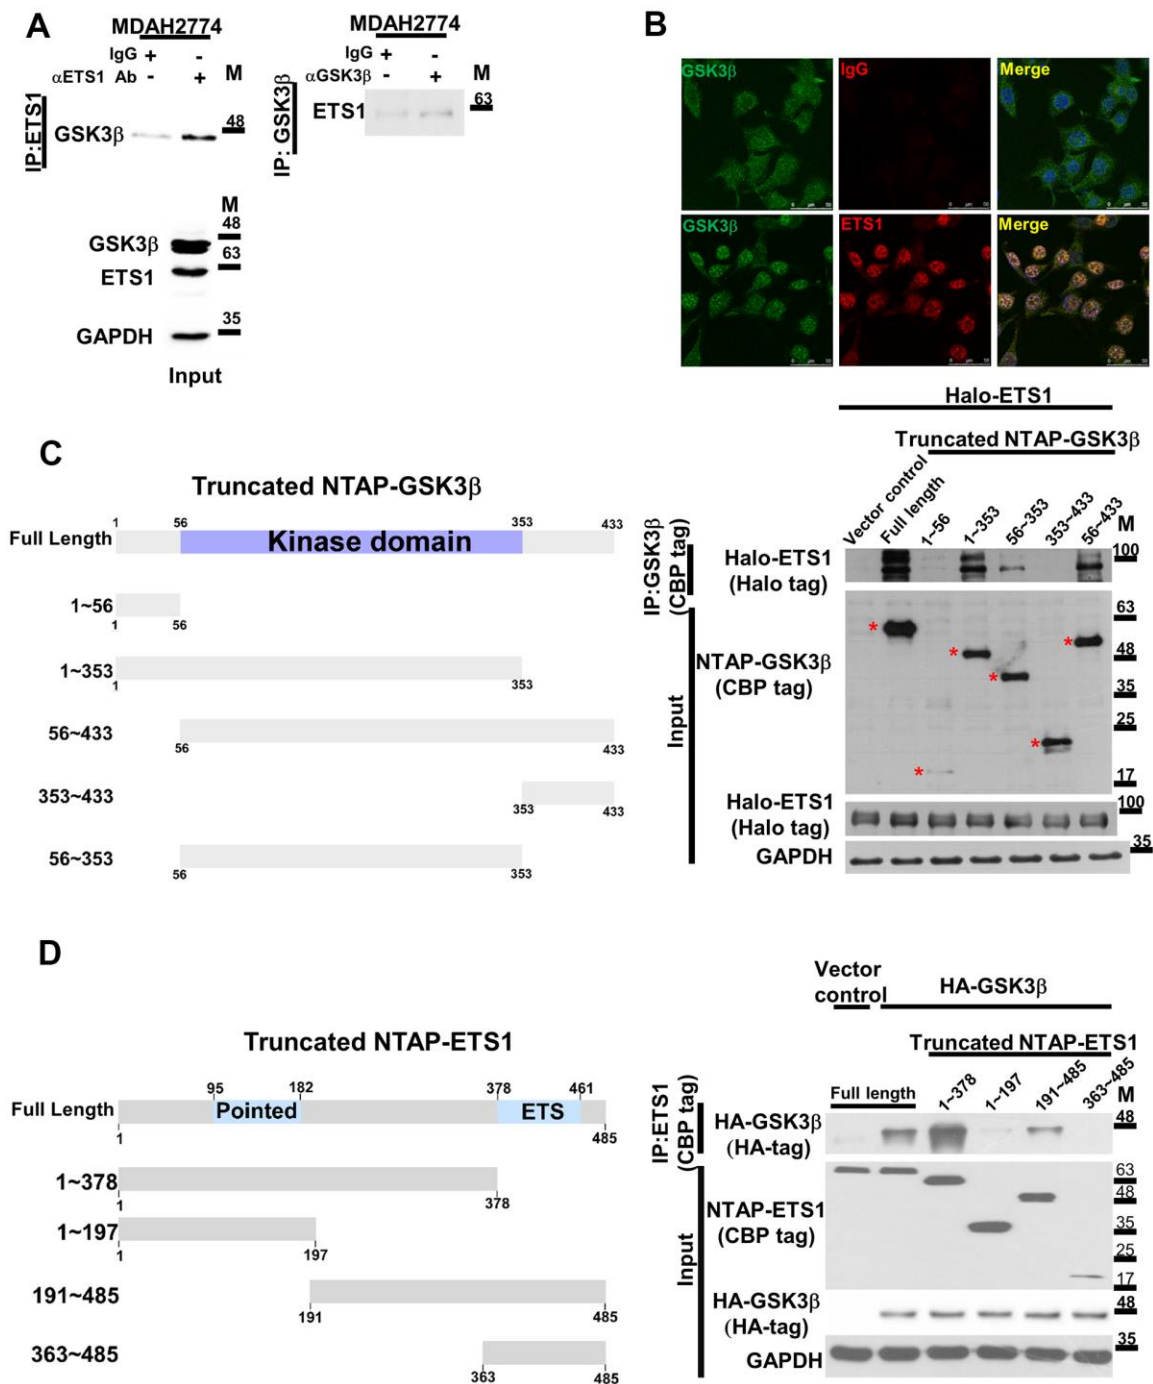 A
MDAH2774
IgG + -
αETS1 Ab - + M
IP:ETS1
GSK3β
48
M
48
GSK3β
63
ETS1
35
GAPDH
Input
MDAH2774
IgG + -
αGSK3β - + M
IP: GSK3β
ETS1
63
B
GSK3β IgG Merge
GSK3β ETS1 Merge
C
Truncated NTAP-GSK3β
1 56 353 433
Full Length
Kinase domain
1~56
1 56
1~353
1 353
56~433
56 433
353~433
353 433
56~353
56 353
Halo-ETS1
Truncated NTAP-GSK3β
Vector control
Full length
1~56
1~353
56~353
353~433
56~433
M
IP:GSK3β
(CBP tag)
Halo-ETS1
(Halo tag)
100
Input
NTAP-GSK3β
(CBP tag)
* * * * * *
63
48
35
25
17
Halo-ETS1
(Halo tag)
100
GAPDH
35
D
Truncated NTAP-ETS1
95 182 378 461
Full Length
Pointed ETS
1 485
1~378
1 378
1~197
1 197
191~485
191 485
363~485
363 485
Vector
control
HA-GSK3β
Truncated NTAP-ETS1
Full length
1~378
1~197
191~485
363~485
M
IP:ETS1
(CBP tag)
HA-GSK3β
(HA-tag)
48
Input
NTAP-ETS1
(CBP tag)
63
48
35
25
17
HA-GSK3β
(HA-tag)
48
GAPDH
35